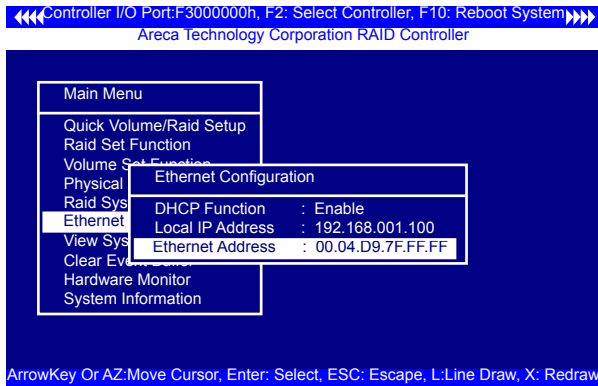 Controller I/O Port:F3000000h, F2: Select Controller, F10: Reboot System
Areca Technology Corporation RAID Controller
Main Menu
Quick Volume/Raid Setup
Raid Set Function
Volume Set Function
Physical
Raid Sys
Ethernet
View Sys
Clear Event Buffer
Hardware Monitor
System Information
Ethernet Configuration
DHCP Function : Enable
Local IP Address : 192.168.001.100
Ethernet Address : 00.04.D9.7F.FF.FF
ArrowKey Or AZ:Move Cursor, Enter: Select, ESC: Escape, L:Line Draw, X: Redraw